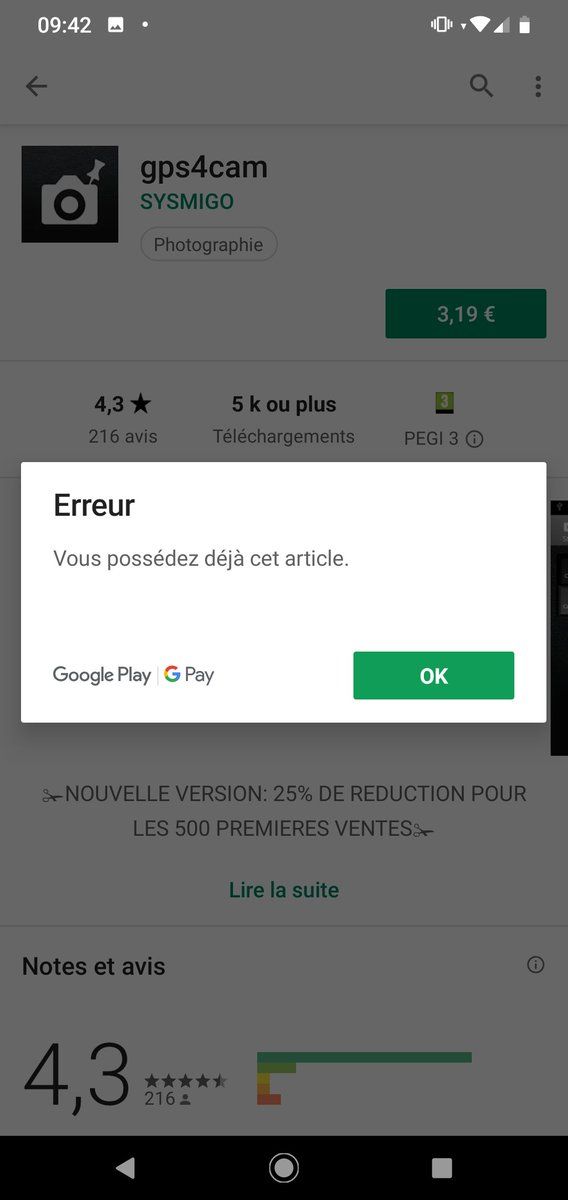 09:42
gps4cam
SYSMIGO
Photographie
3,19 €
4,3 ★
5 k ou plus
3
216 avis
Téléchargements
PEGI 3
Erreur
Vous possédez déjà cet article.
Google Play | G Pay
OK
✂NOUVELLE VERSION: 25% DE REDUCTION POUR
LES 500 PREMIERES VENTES✂
Lire la suite
Notes et avis
4,3
216